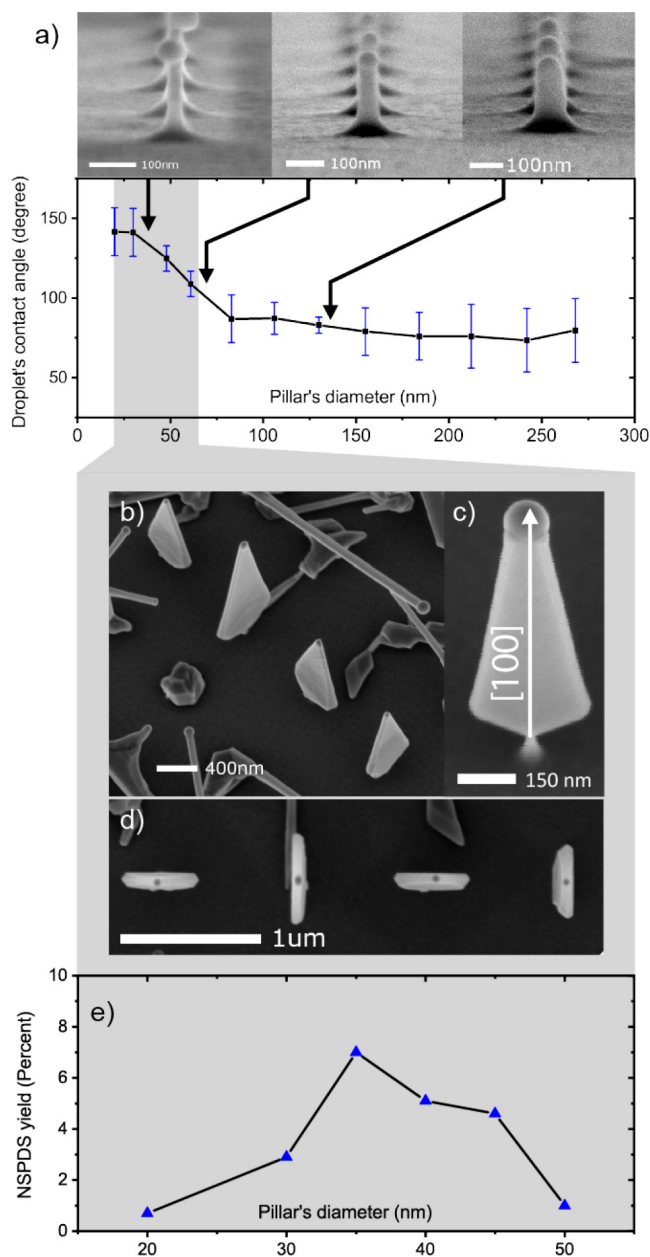 a)
100nm
100nm
100nm
Droplet's contact angle (degree)
150
100
50
Pillar's diameter (nm)
0
50
100
150
200
250
300
b)
400nm
c)
[100]
150 nm
d)
1um
e)
NSPDS yield (Percent)
10
8
6
4
2
0
Pillar's diameter (nm)
20
30
40
50